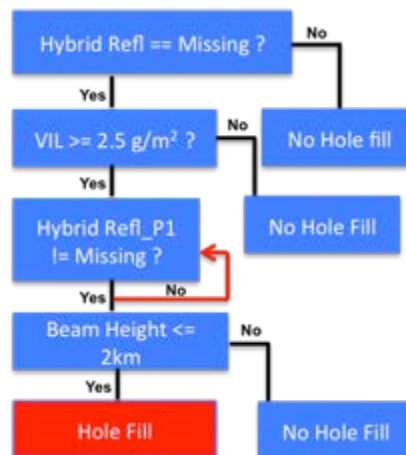 Hybrid Refl == Missing ?
No
Yes
No Hole fill
VIL >= 2.5 g/m² ?
No
Yes
No Hole Fill
Hybrid Refl_P1
!= Missing ?
Yes
No
Beam Height <=
2km
No
Yes
Hole Fill
No Hole Fill